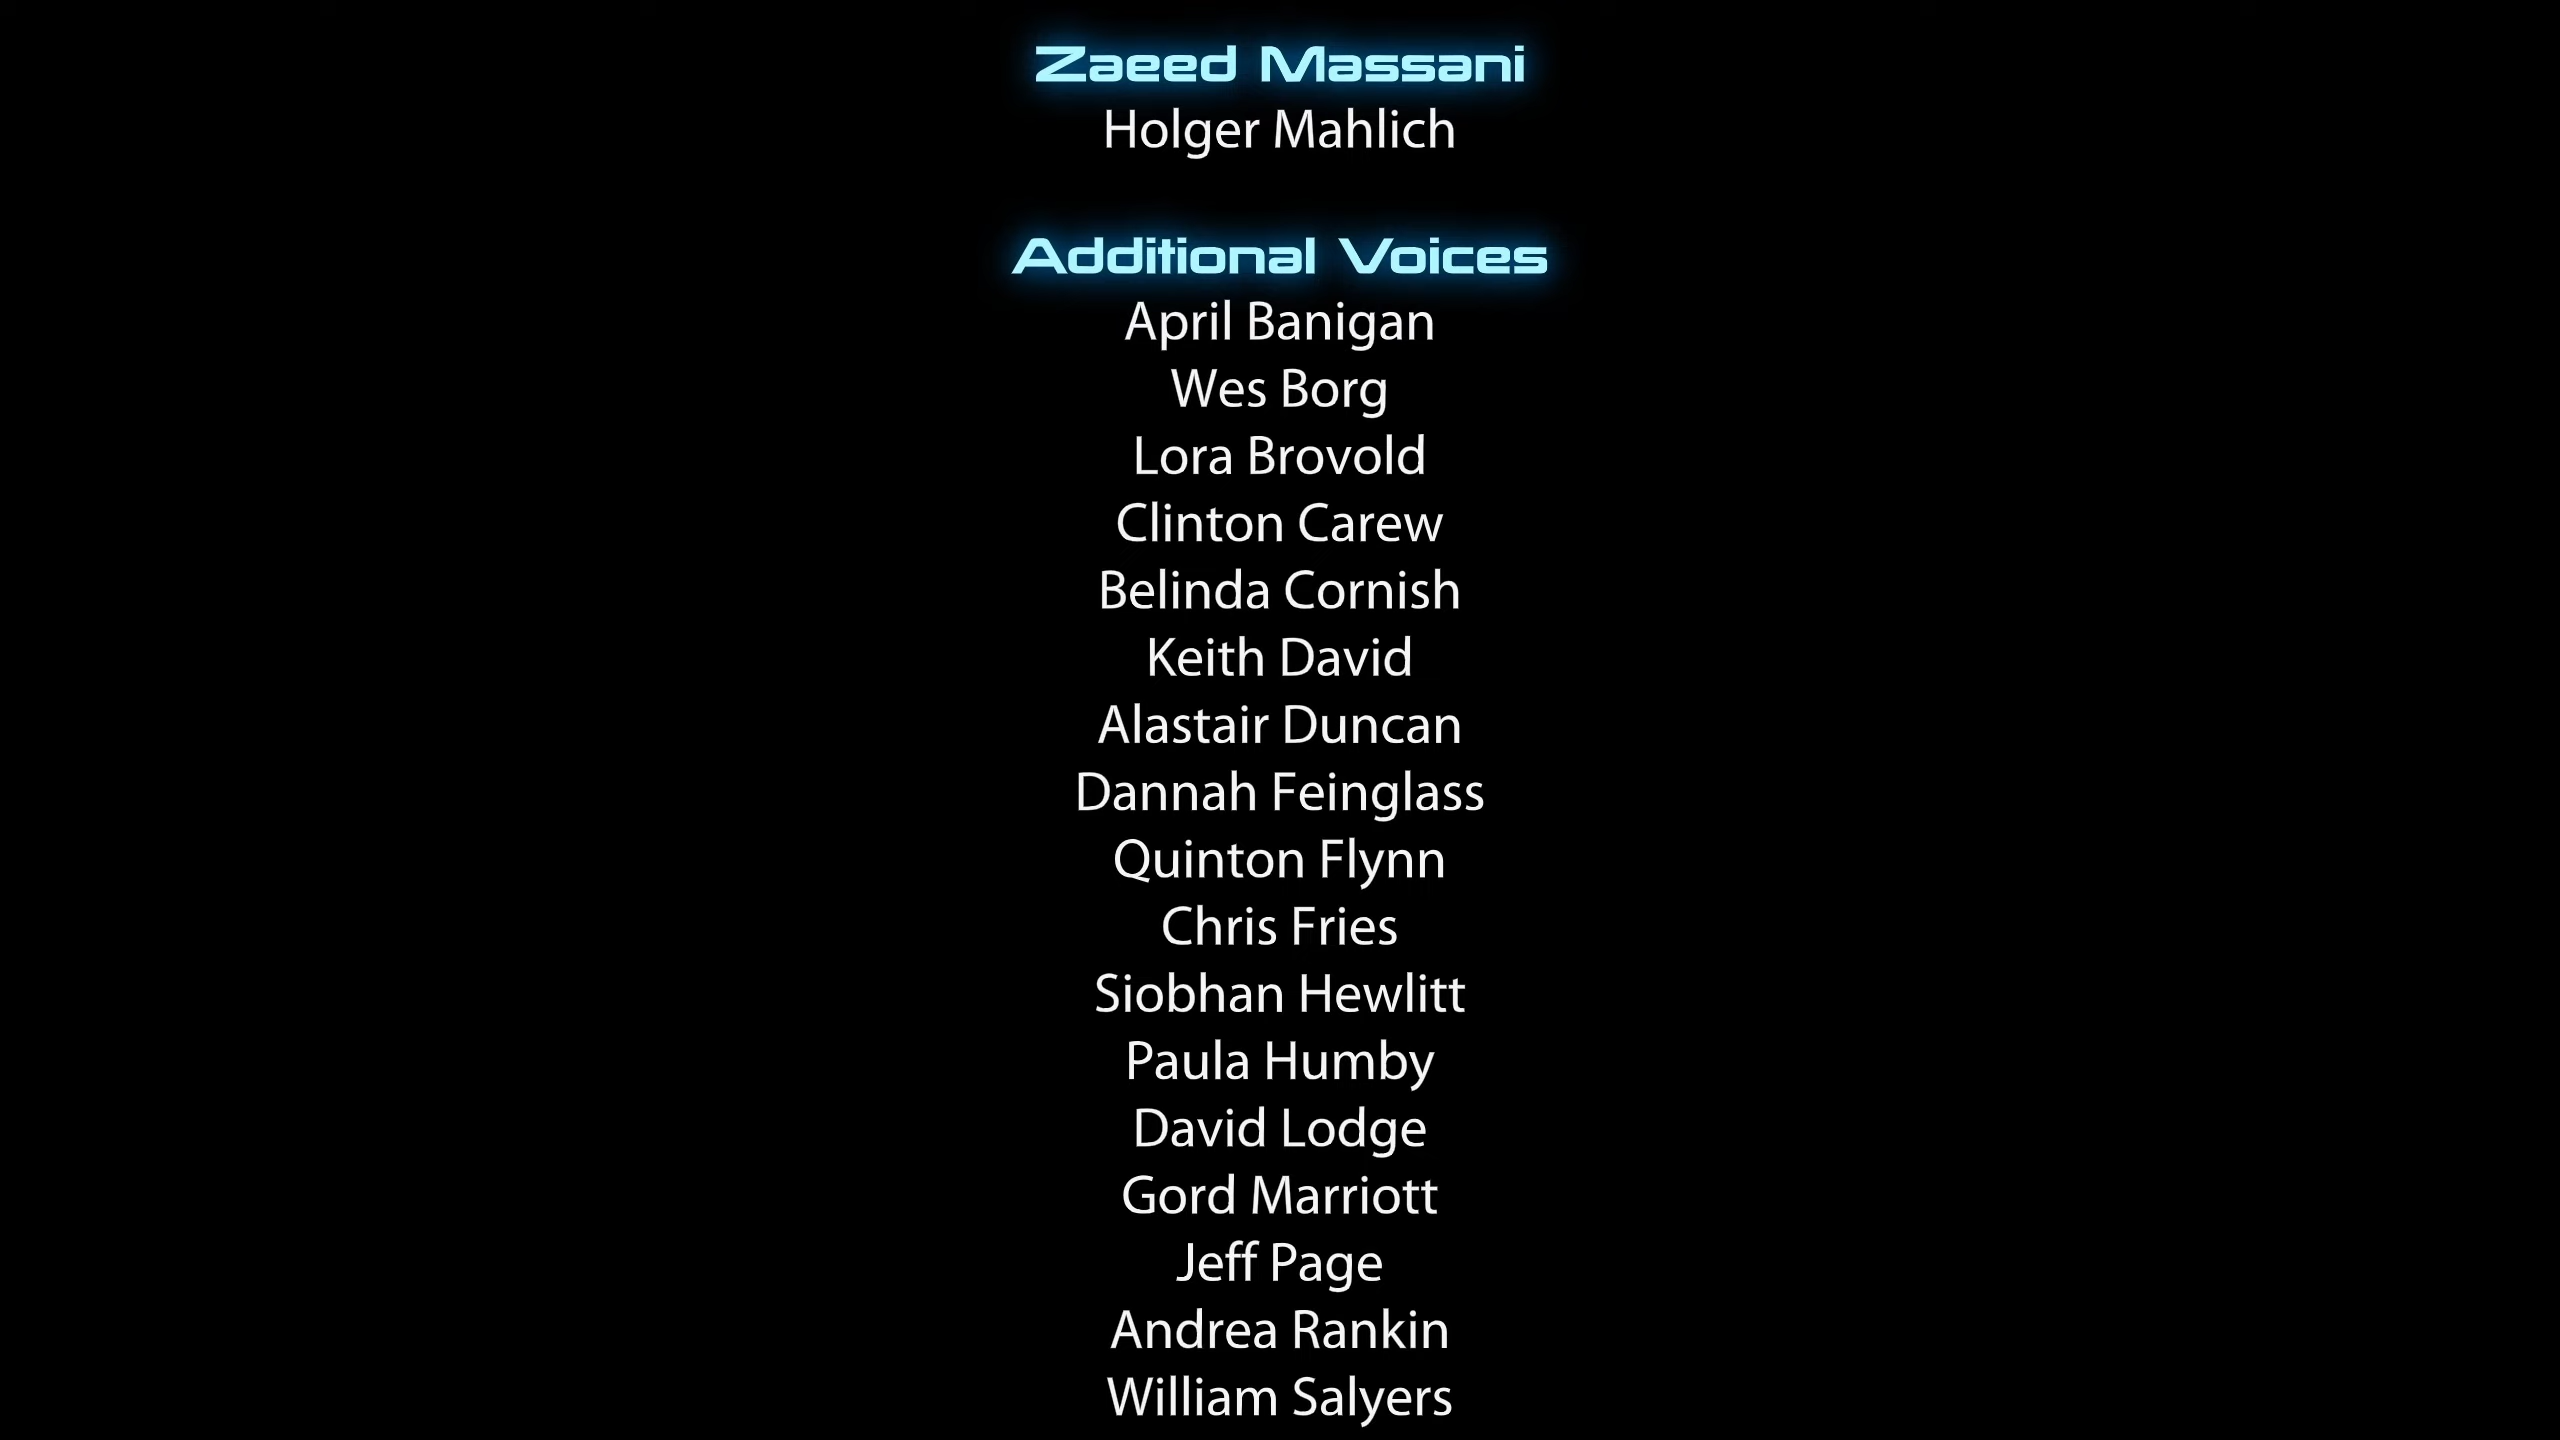 Zaeed Massani
Holger Mahlich
Additional Voices
April Banigan
Wes Borg
Lora Brovold
Clinton Carew
Belinda Cornish
Keith David
Alastair Duncan
Dannah Feinglass
Quinton Flynn
Chris Fries
Siobhan Hewlitt
Paula Humby
David Lodge
Gord Marriott
Jeff Page
Andrea Rankin
William Salyers